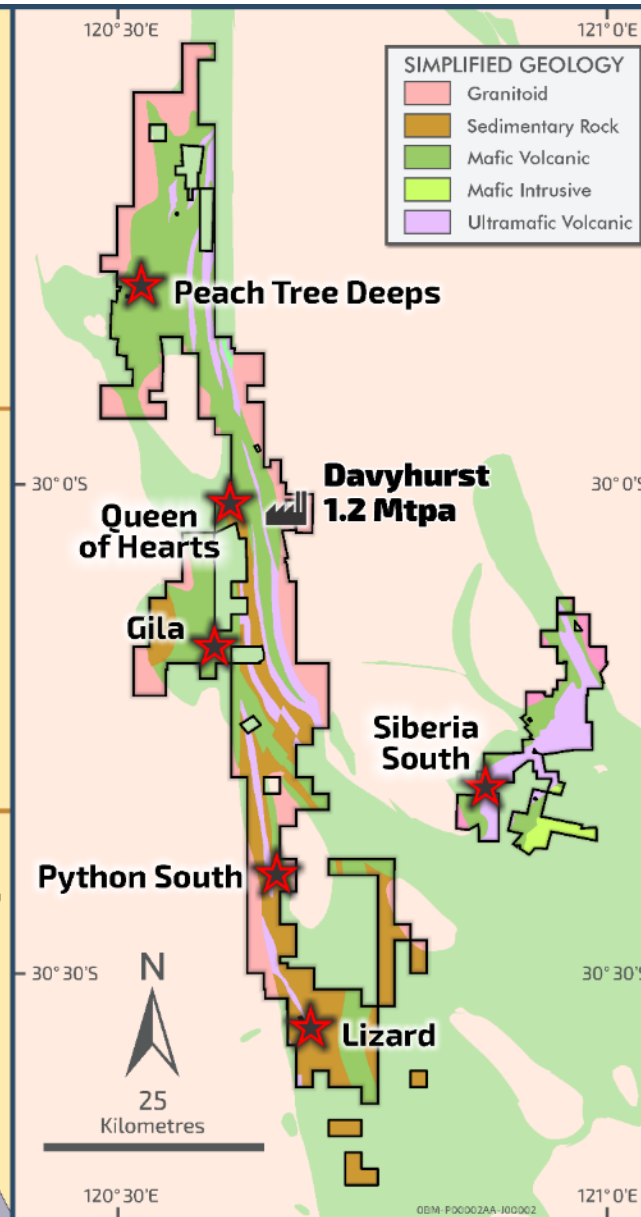 120°30'E
121°0'E
SIMPLIFIED GEOLOGY
Granitoid
Sedimentary Rock
Mafic Volcanic
Mafic Intrusive
Ultramafic Volcanic
Peach Tree Deeps
30°0'S
30°0'S
Davyhurst
1.2 Mtpa
Queen
of Hearts
Gila
Siberia
South
Python South
N
30°30'S
30°30'S
Lizard
25
Kilometres
120°30'E
121°0'E
OBM-P00002AA-J00002